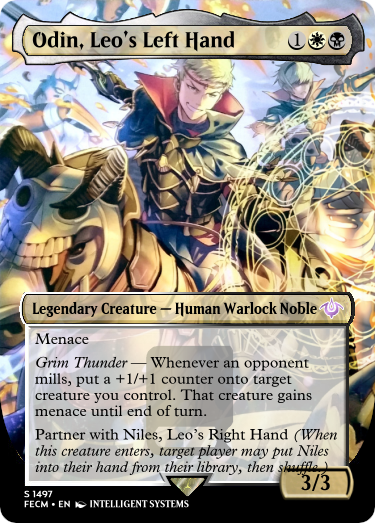 Odin, Leo's Left Hand 1
Legendary Creature — Human Warlock Noble
Menace
Grim Thunder — Whenever an opponent
mills, put a +1/+1 counter onto target
creature you control. That creature gains
menace until end of turn.
Partner with Niles, Leo's Right Hand (When
this creature enters, target player may put Niles
into their hand from their library, then shuffle.)
3/3
S 1497
FECM • EN INTELLIGENT SYSTEMS